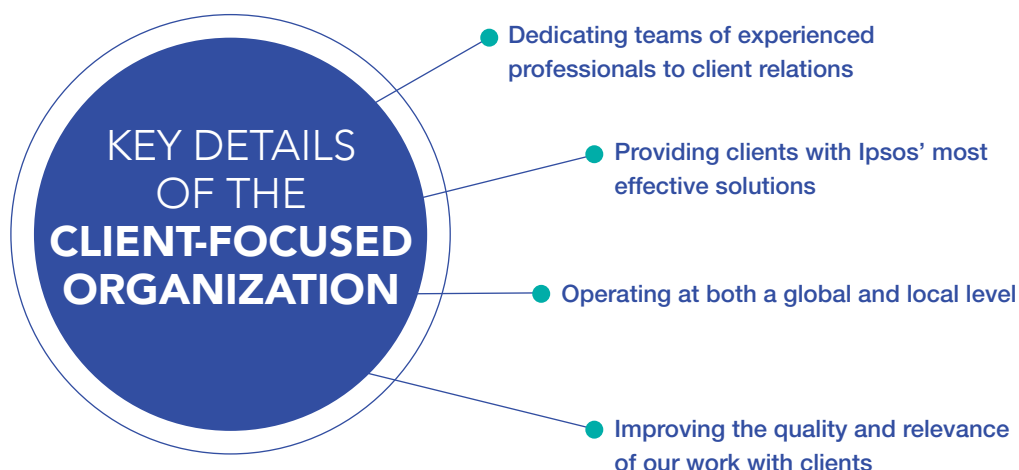 KEY DETAILS
OF THE
CLIENT-FOCUSED
ORGANIZATION
Dedicating teams of experienced
professionals to client relations
Providing clients with Ipsos’ most
effective solutions
Operating at both a global and local level
Improving the quality and relevance
of our work with clients